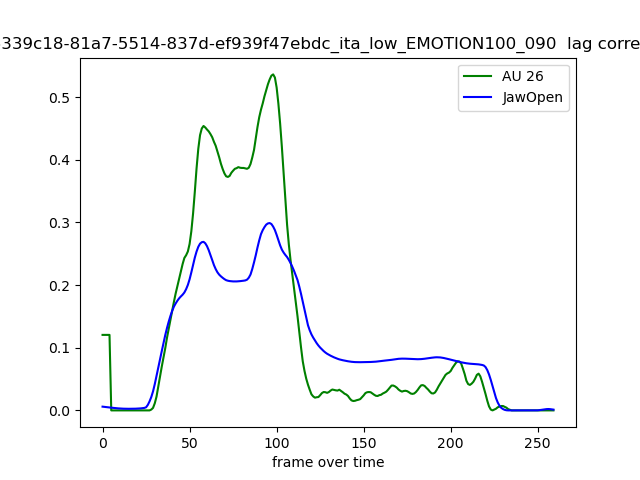 339c18-81a7-5514-837d-ef939f47ebdc_ita_low_EMOTION100_090 lag corre
AU 26
JawOpen
0.5
0.4
0.3
0.2
0.1
0.0
0 50 100 150 200 250
frame over time